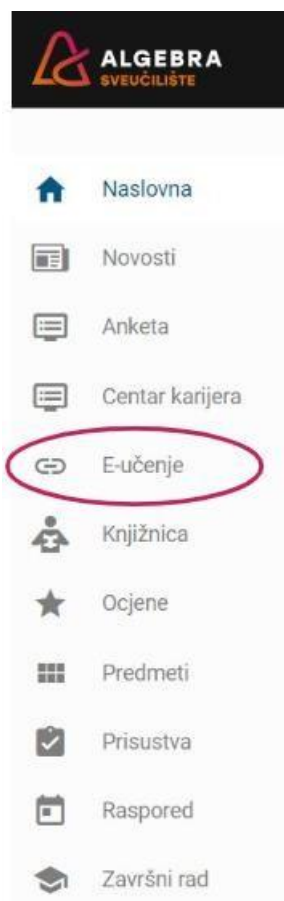 ALGEBRA
SVEUČILIŠTE
Naslovna
Novosti
Anketa
Centar karijera
E-učenje
Knjižnica
Ocjene
Predmeti
Prisustva
Raspored
Završni rad